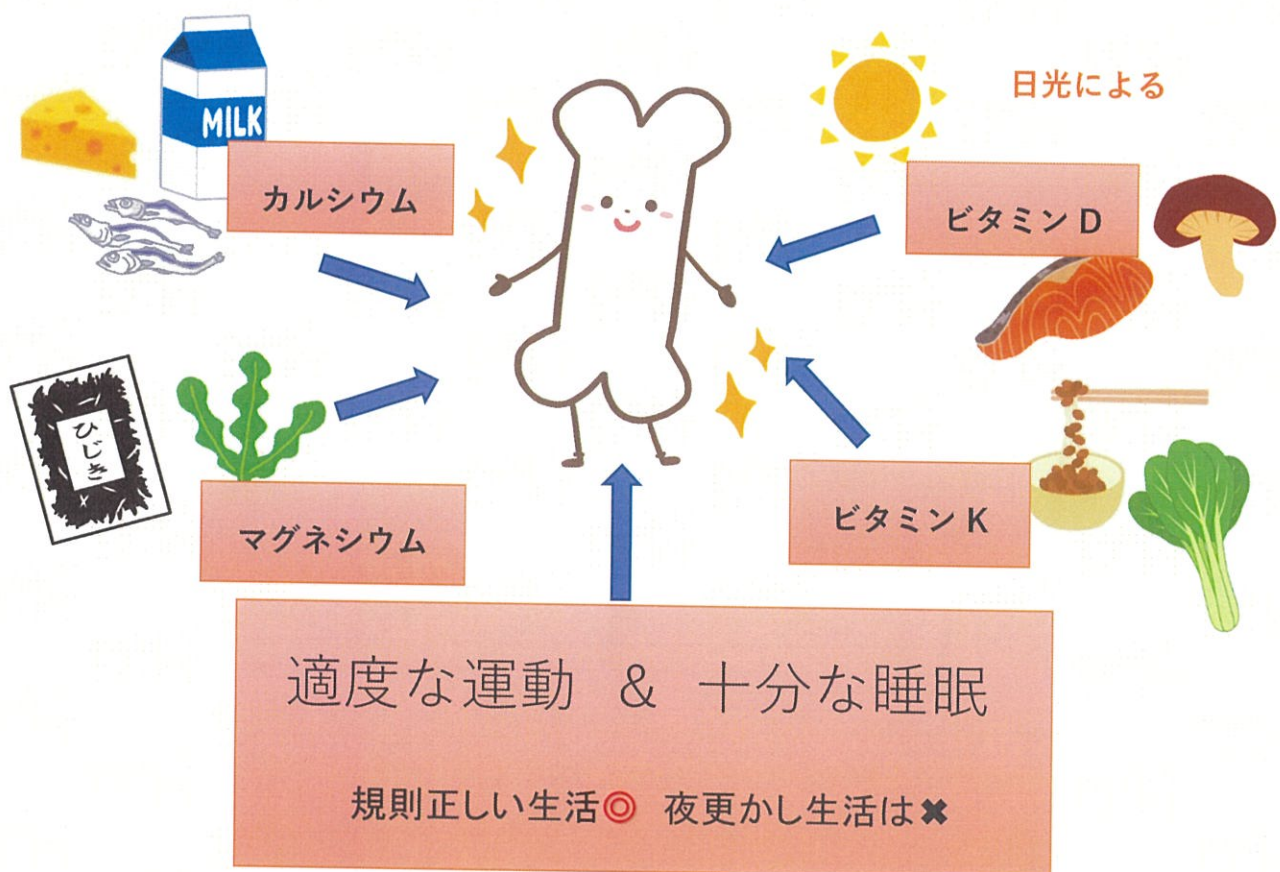 MILK
カルシウム
日光による
ビタミン D
ひじき
マグネシウム
ビタミン K
適度な運動 & 十分な睡眠
規則正しい生活◎ 夜更かし生活は✖